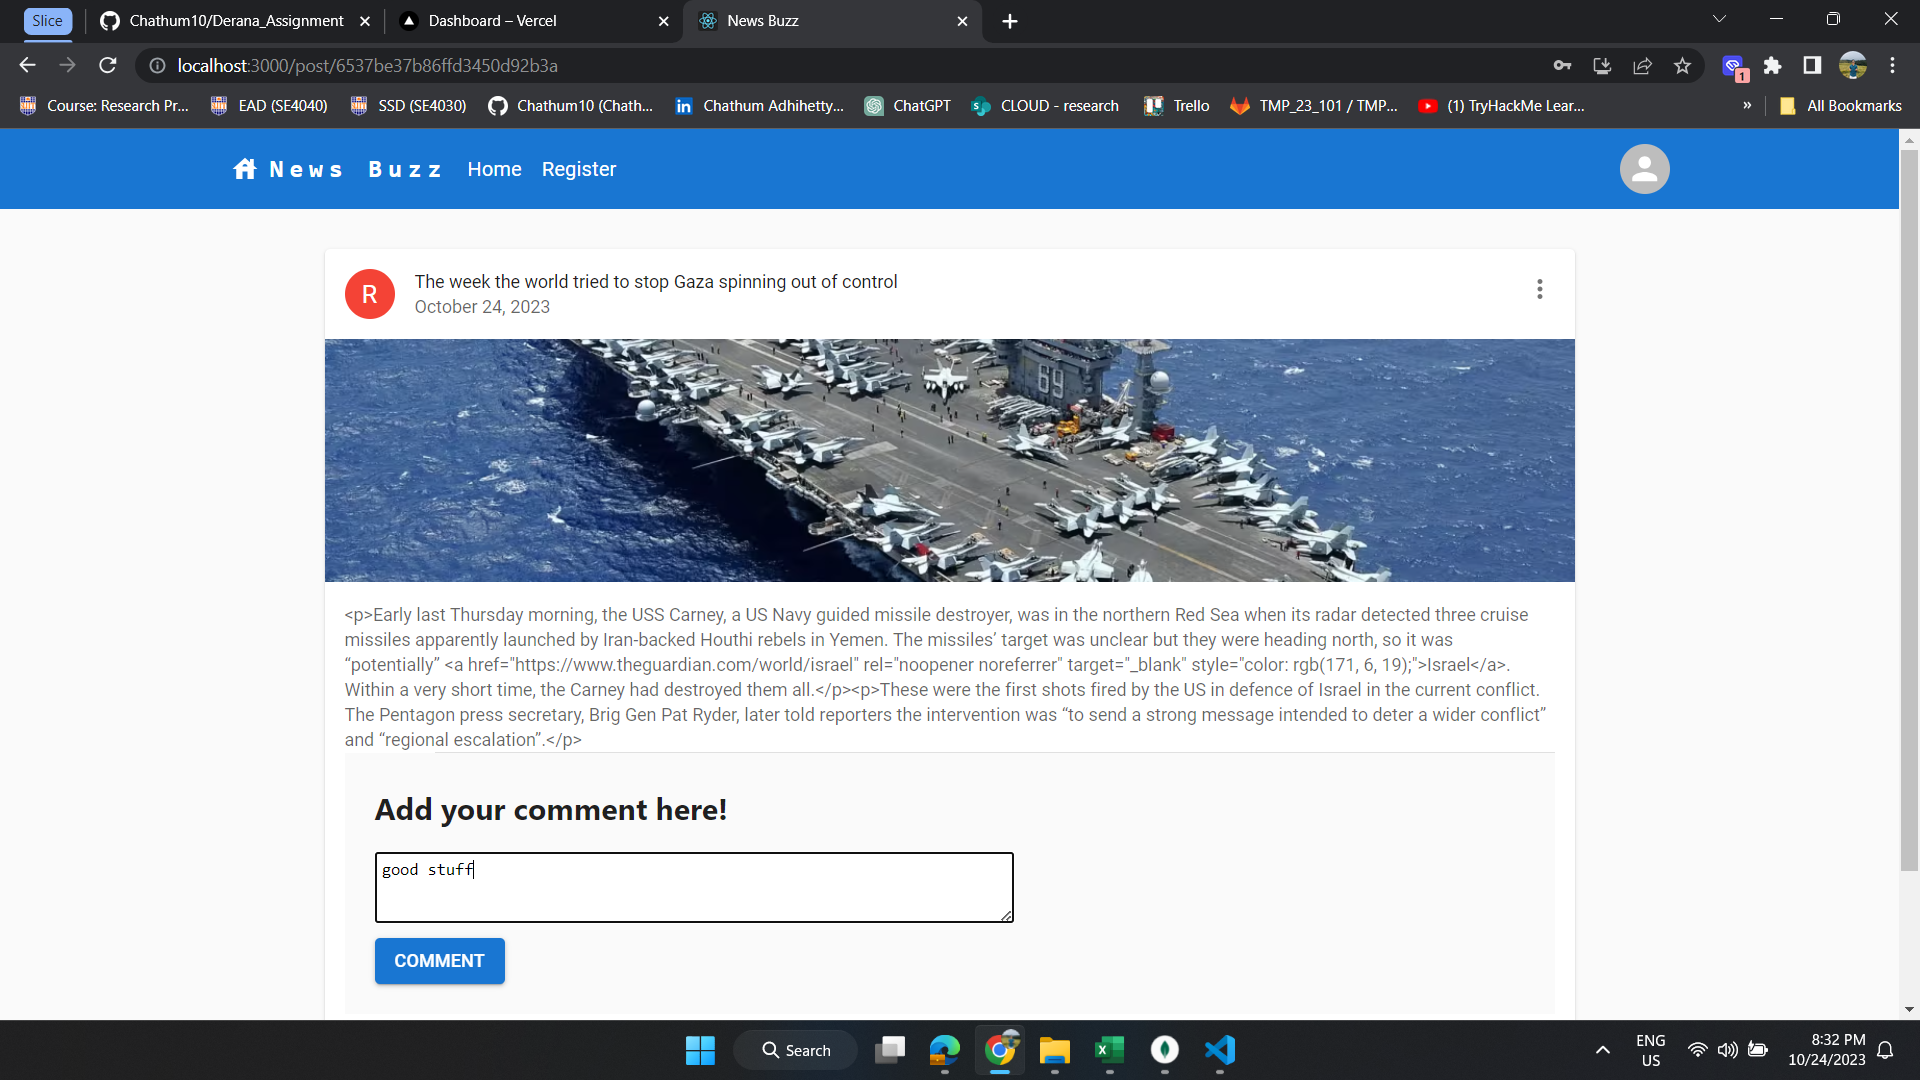 Slice
Chathum10/Derana_Assignment
Dashboard – Vercel
News Buzz
localhost:3000/post/6537be37b86ffd3450d92b3a
1
Course: Research Pr...
EAD (SE4040)
SSD (SE4030)
Chathum10 (Chath...
Chathum Adhihetty...
ChatGPT
CLOUD - research
Trello
TMP_23_101 / TMP...
(1) TryHackMe Lear...
»
All Bookmarks
News Buzz
Home
Register
R
The week the world tried to stop Gaza spinning out of control
October 24, 2023
69
<p>Early last Thursday morning, the USS Carney, a US Navy guided missile destroyer, was in the northern Red Sea when its radar detected three cruise
missiles apparently launched by Iran-backed Houthi rebels in Yemen. The missiles’ target was unclear but they were heading north, so it was
“potentially” <a href="https://www.theguardian.com/world/israel" rel="noopener noreferrer" target="_blank" style="color: rgb(171, 6, 19);">Israel</a>.
Within a very short time, the Carney had destroyed them all.</p><p>These were the first shots fired by the US in defence of Israel in the current conflict.
The Pentagon press secretary, Brig Gen Pat Ryder, later told reporters the intervention was “to send a strong message intended to deter a wider conflict”
and “regional escalation”.</p>
Add your comment here!
good stuff
COMMENT
Search
ENG
US
8:32 PM
10/24/2023